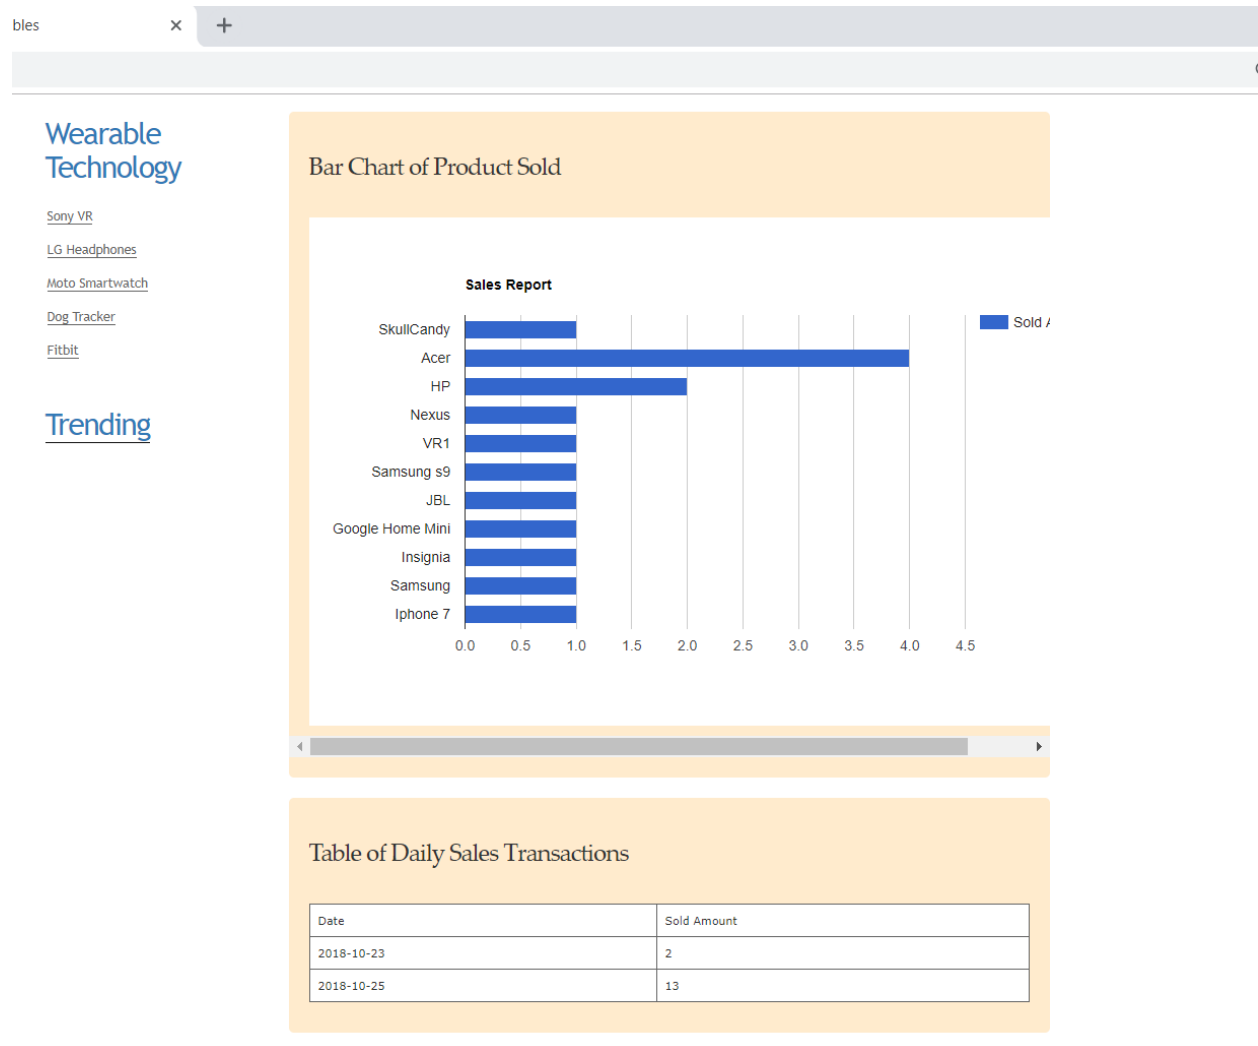 bles
Wearable
Technology
Sony VR
LG Headphones
Moto Smartwatch
Dog Tracker
Fitbit
Trending
Bar Chart of Product Sold
Sales Report
Sold
SkullCandy
Acer
HP
Nexus
VR1
Samsung s9
JBL
Google Home Mini
Insignia
Samsung
Iphone 7
0.0 0.5 1.0 1.5 2.0 2.5 3.0 3.5 4.0 4.5
Table of Daily Sales Transactions
Date Sold Amount
2018-10-23 2
2018-10-25 13